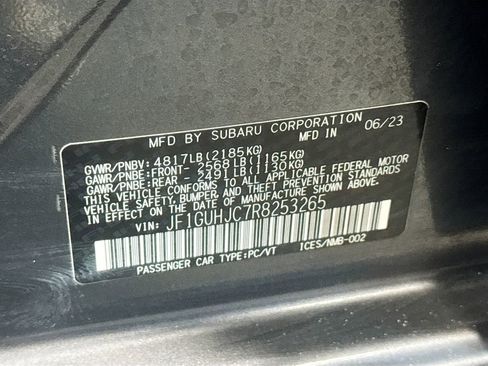 MFD BY SUBARU CORPORATION
MFD IN 06/23
GVWR/PNBV: 4817LB(2185KG)
GAWR/PNBE:FRONT- 2568LB(1165KG)
GAWR/PNBE:REAR - 2491LB(1130KG)
THIS VEHICLE CONFORMS TO ALL APPLICABLE FEDERAL MOTOR
VEHICLE SAFETY, BUMPER, AND THEFT PREVENTION STANDARDS
IN EFFECT ON THE DATE OF MANUFACTURE SHOWN ABOVE.
VIN: JF1GUHJC7R8253265
PASSENGER CAR TYPE:PC/VT ICES/NMB-002